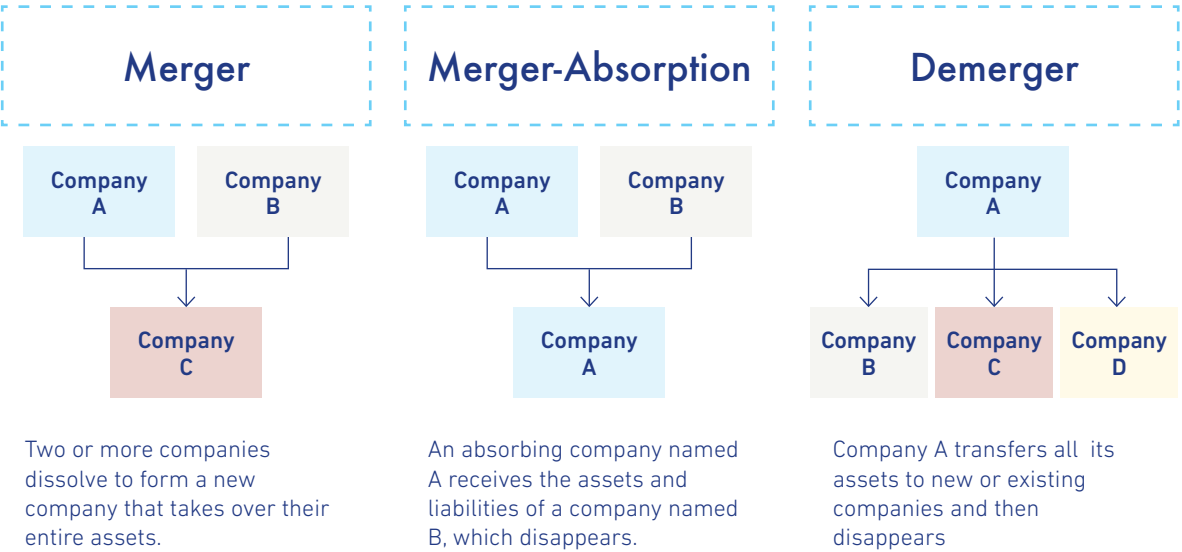 Merger
Company
A
Company
B
Company
C
Two or more companies
dissolve to form a new
company that takes over their
entire assets.
Merger-Absorption
Company
A
Company
B
Company
A
An absorbing company named
A receives the assets and
liabilities of a company named
B, which disappears.
Demerger
Company
A
Company
B
Company
C
Company
D
Company A transfers all its
assets to new or existing
companies and then
disappears